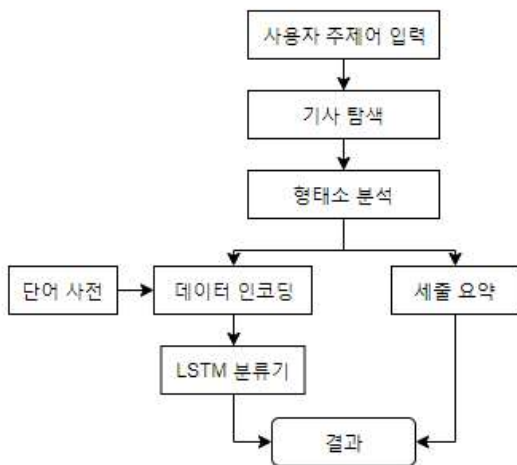 사용자 주제어 입력
기사 탐색
형태소 분석
단어 사전
데이터 인코딩
세줄 요약
LSTM 분류기
결과